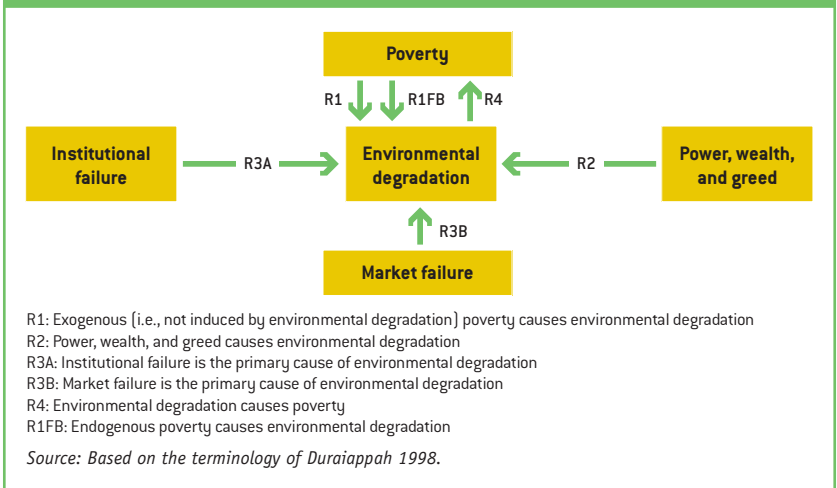 Poverty
R1
R1FB
R4
Institutional
failure
R3A
Environmental
degradation
R2
Power, wealth,
and greed
R3B
Market failure
R1: Exogenous (i.e., not induced by environmental degradation) poverty causes environmental degradation
R2: Power, wealth, and greed causes environmental degradation
R3A: Institutional failure is the primary cause of environmental degradation
R3B: Market failure is the primary cause of environmental degradation
R4: Environmental degradation causes poverty
R1FB: Endogenous poverty causes environmental degradation
Source: Based on the terminology of Duraiappah 1998.